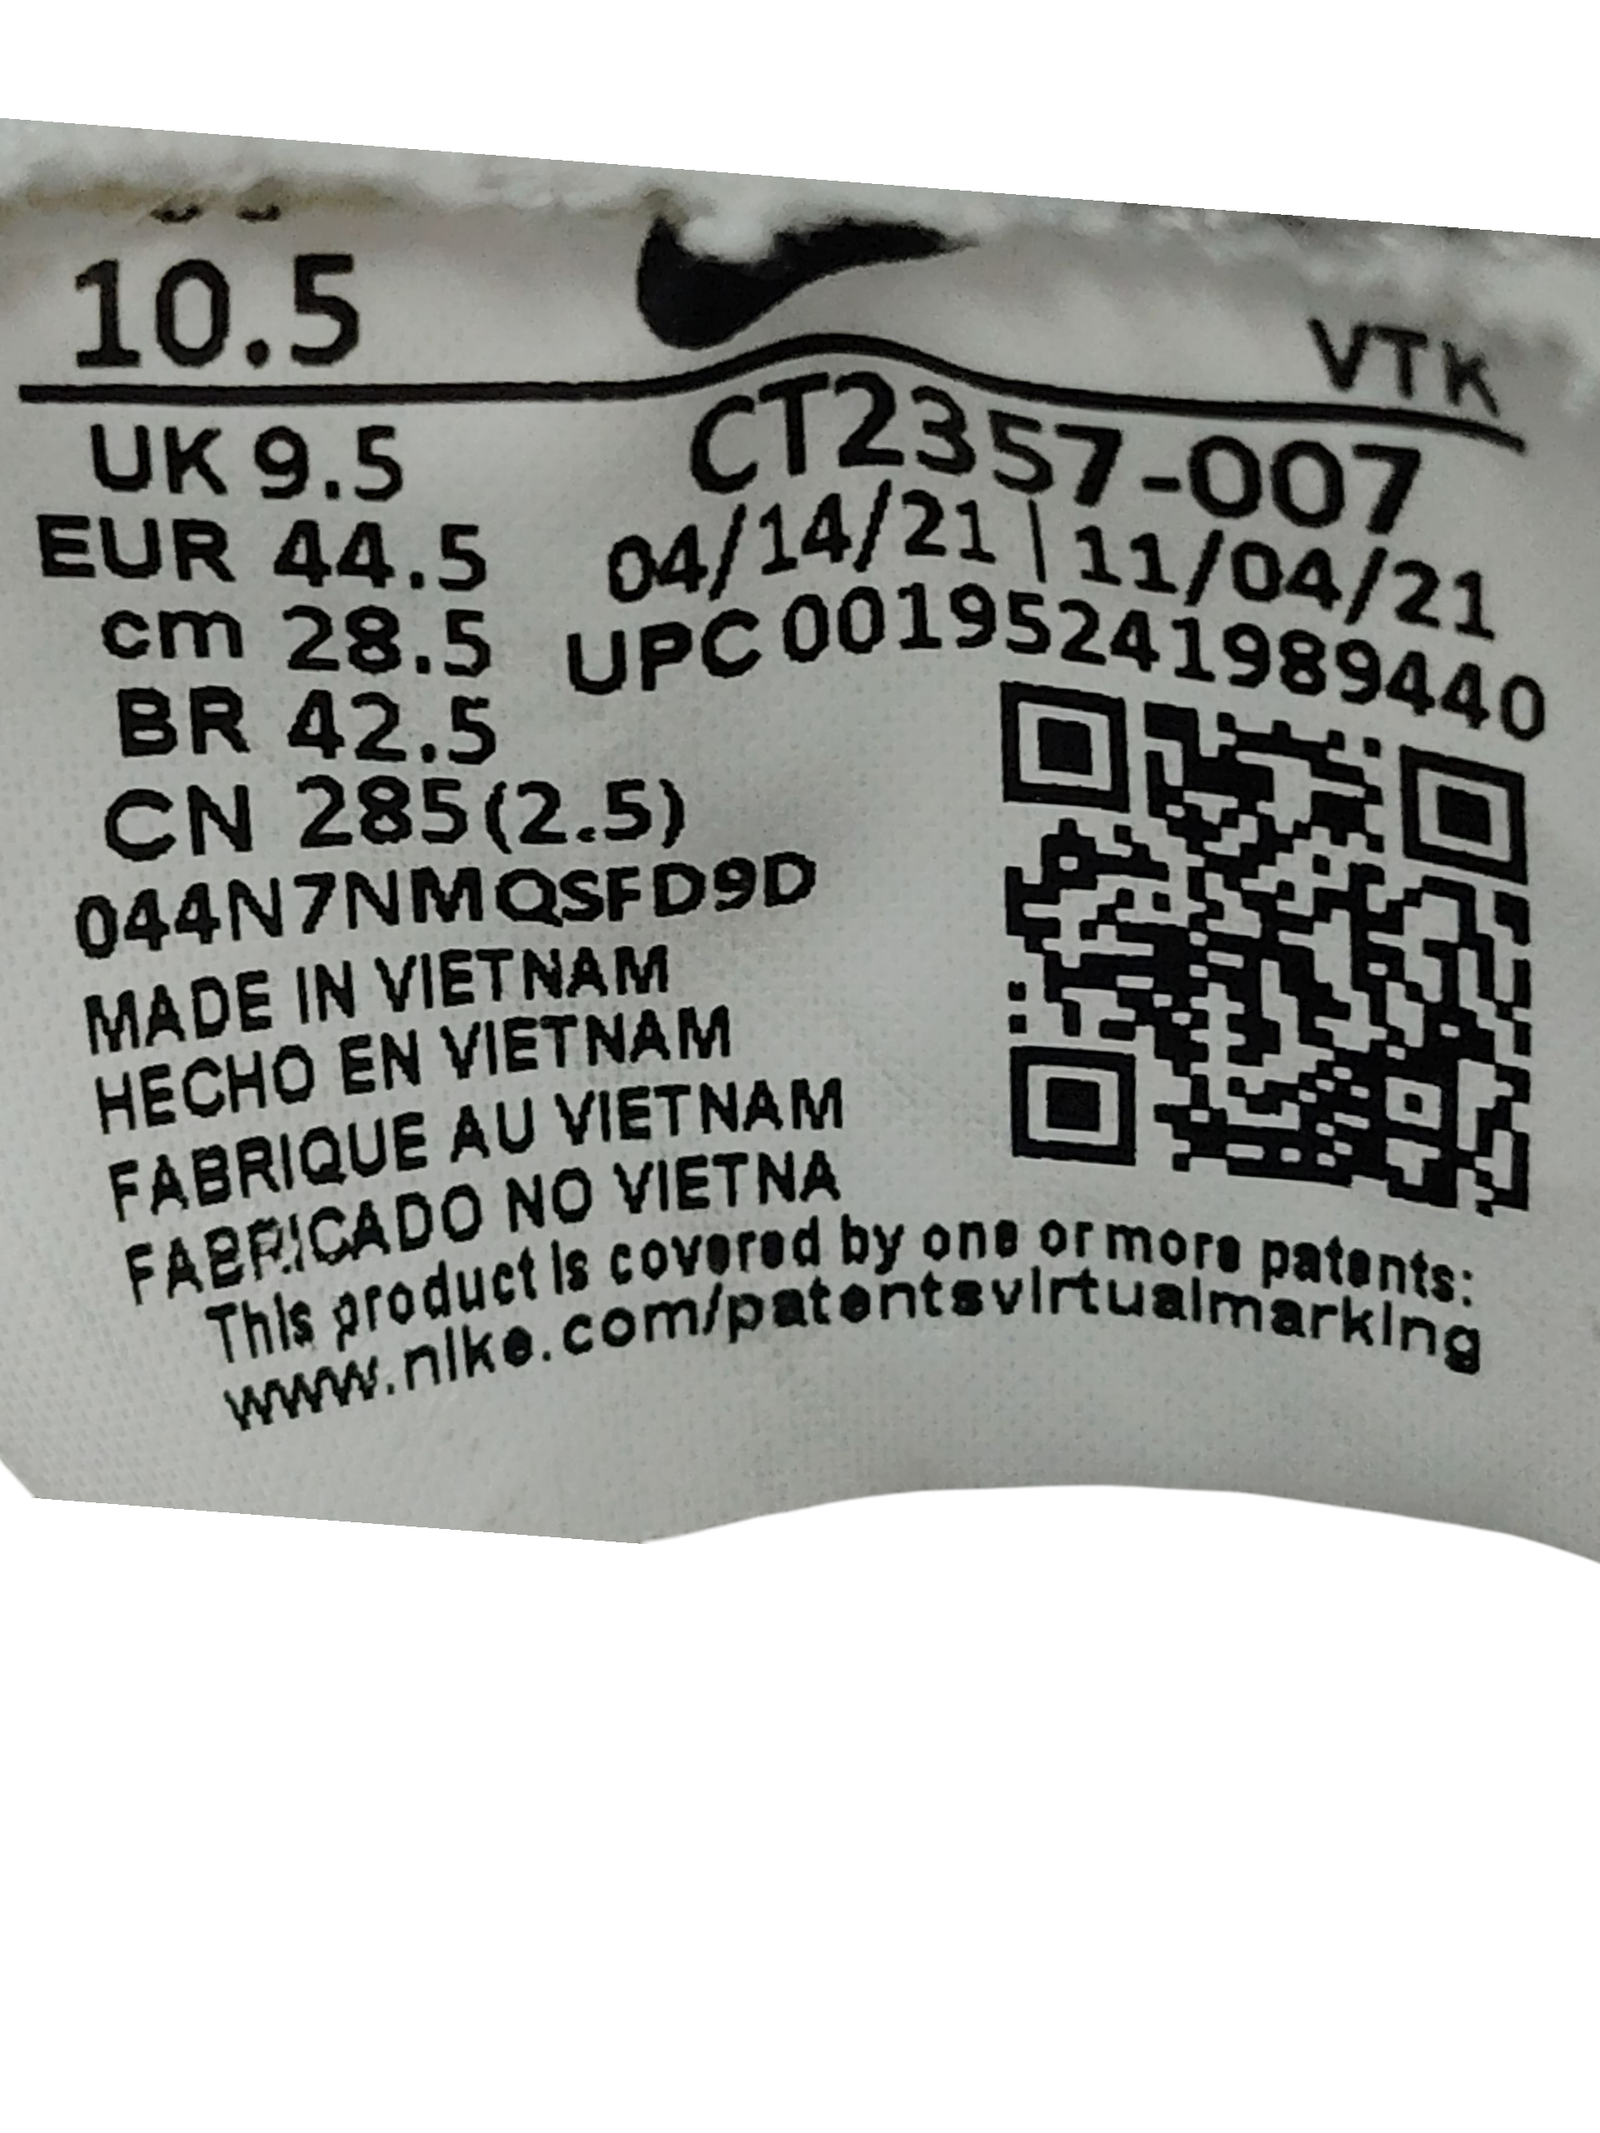 10.5
VTK
UK 9.5
EUR 44.5
cm 28.5
BR 42.5
CN 285(2.5)
044N7NMQSFD9D
MADE IN VIETNAM
HECHO EN VIETNAM
FABRIQUE AU VIETNAM
FABRICADO NO VIETNA
CT2357-007
04/14/21 | 11/04/21
UPC 00195241989440
This product is covered by one or more patents:
www.nike.com/patentsvirtualmarking